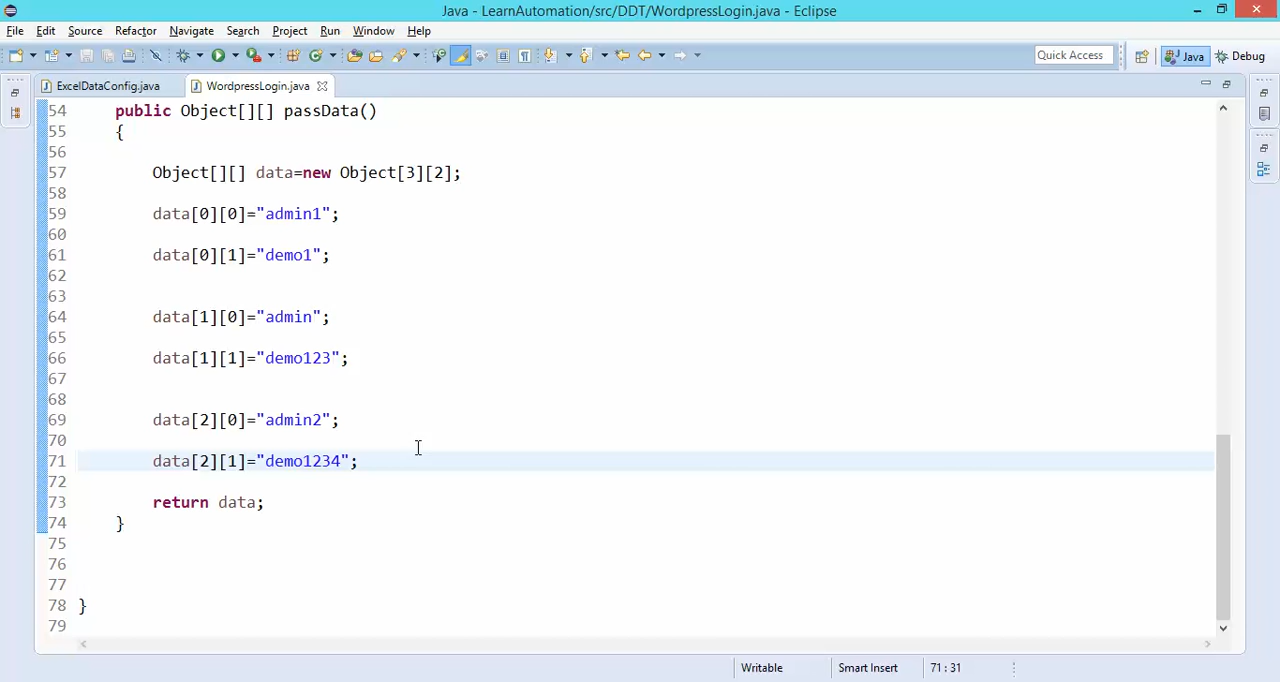 Java - LearnAutomation/src/DDT/WordpressLogin.java - Eclipse
File Edit Source Refactor Navigate Search Project Run Window Help
Quick Access Java Debug
ExcelDataConfig.java WordpressLogin.java
54 public Object[][] passData()
55 {
56
57 Object[][] data=new Object[3][2];
58
59 data[0][0]="admin1";
60
61 data[0][1]="demo1";
62
63
64 data[1][0]="admin";
65
66 data[1][1]="demo123";
67
68
69 data[2][0]="admin2";
70
71 data[2][1]="demo1234";
72
73 return data;
74 }
75
76
77
78 }
79
Writable Smart Insert 71 : 31